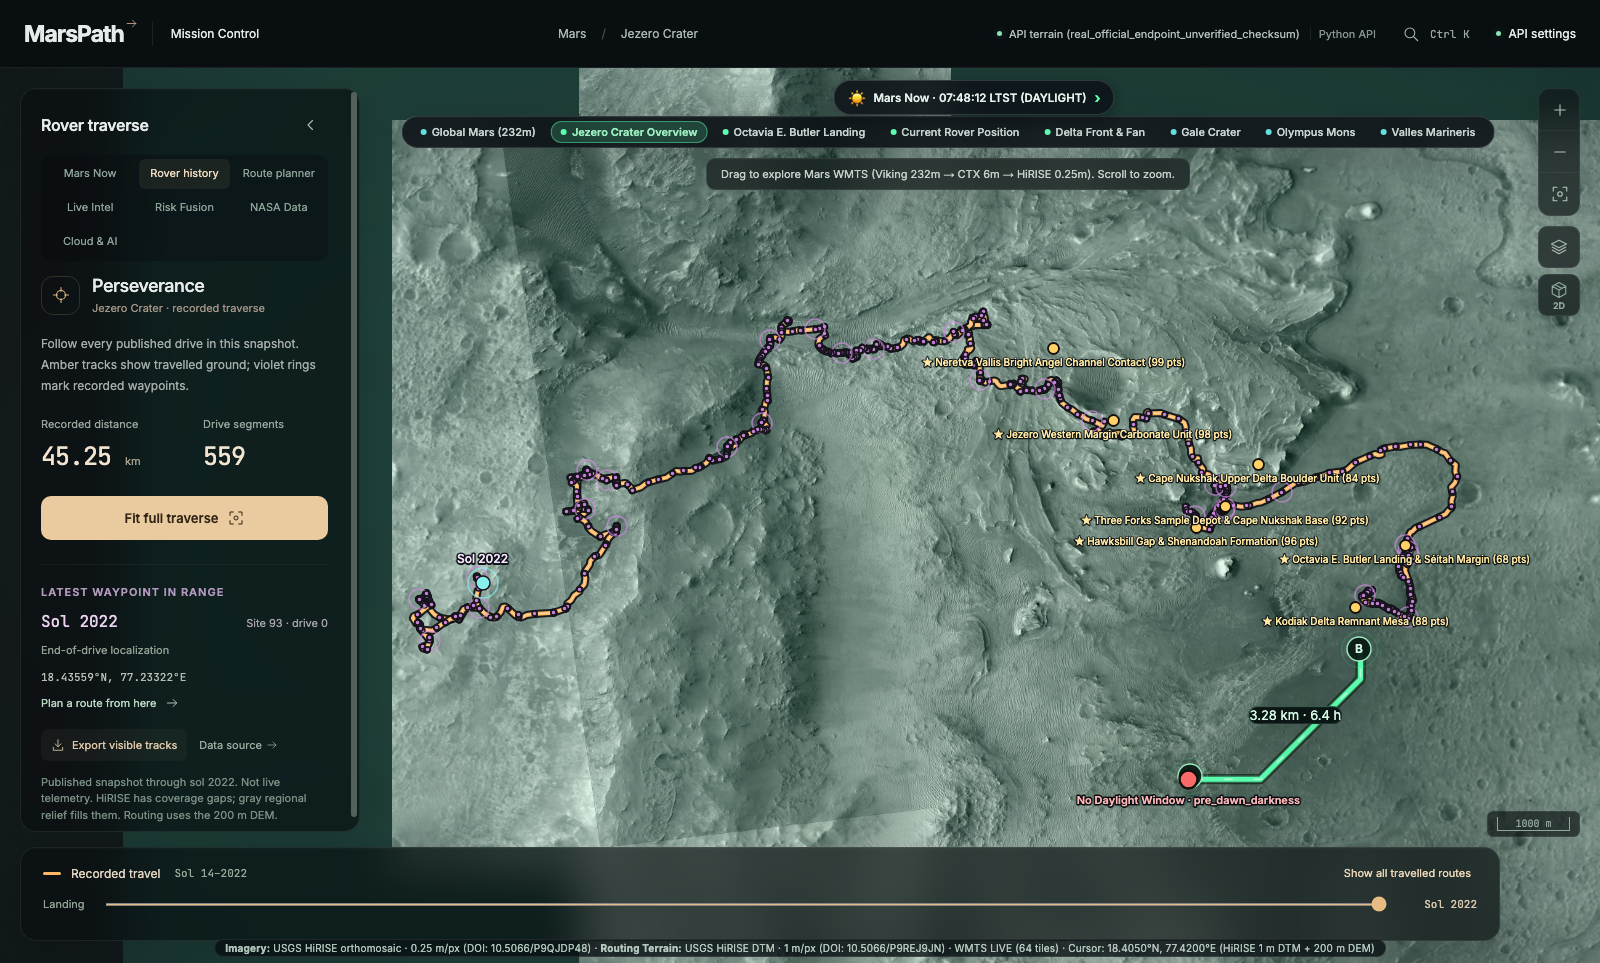 MarsPath
Mission Control
Mars / Jezero Crater
API terrain (real_official_endpoint_unverified_checksum)
Python API
Ctrl K
API settings
Mars Now · 07:48:12 LTST (DAYLIGHT) ›
Global Mars (232m)
Jezero Crater Overview
Octavia E. Butler Landing
Current Rover Position
Delta Front & Fan
Gale Crater
Olympus Mons
Valles Marineris
Drag to explore Mars WMTS (Viking 232m → CTX 6m → HiRISE 0.25m). Scroll to zoom.
2D
Rover traverse
Mars Now
Rover history
Route planner
Live Intel
Risk Fusion
NASA Data
Cloud & AI
Perseverance
Jezero Crater · recorded traverse
Follow every published drive in this snapshot.
Amber tracks show travelled ground; violet rings
mark recorded waypoints.
Recorded distance
Drive segments
45.25 km
559
Fit full traverse
LATEST WAYPOINT IN RANGE
Sol 2022
Site 93 · drive 0
End-of-drive localization
18.43559°N, 77.23322°E
Plan a route from here →
Export visible tracks
Data source →
Published snapshot through sol 2022. Not live
telemetry. HiRISE has coverage gaps; gray regional
relief fills them. Routing uses the 200 m DEM.
★ Neretva Vallis Bright Angel Channel Contact (99 pts)
★ Jezero Western Margin Carbonate Unit (98 pts)
★ Cape Nukshak Upper Delta Boulder Unit (84 pts)
★ Three Forks Sample Depot & Cape Nukshak Base (92 pts)
★ Hawksbill Gap & Shenandoah Formation (96 pts)
★ Octavia E. Butler Landing & Séítah Margin (68 pts)
Sol 2022
★ Kodiak Delta Remnant Mesa (88 pts)
B
3.28 km · 6.4 h
No Daylight Window · pre_dawn_darkness
1000 m
Recorded travel
Sol 14–2022
Show all travelled routes
Landing
Sol 2022
Imagery: USGS HiRISE orthomosaic · 0.25 m/px (DOI: 10.5066/P9QJDP48) · Routing Terrain: USGS HiRISE DTM · 1 m/px (DOI: 10.5066/P9REJ9JN) · WMTS LIVE (64 tiles) · Cursor: 18.4050°N, 77.4200°E (HiRISE 1 m DTM + 200 m DEM)